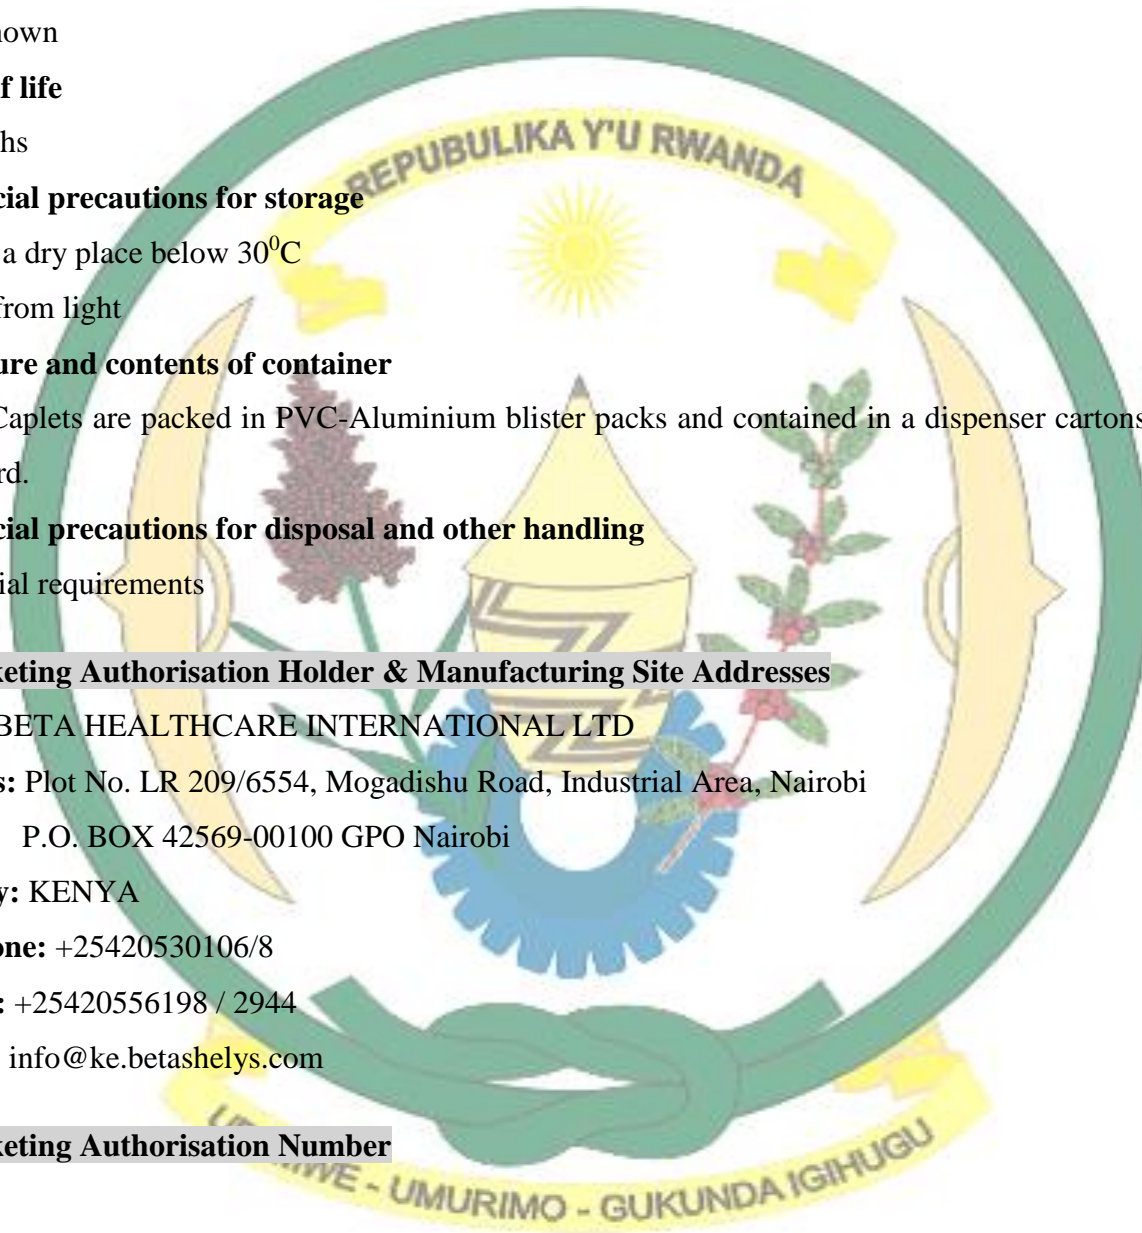 REPUBULIKA Y'U RWANDA
nown
f life
hs
cial precautions for storage
a dry place below 30⁰C
from light
ure and contents of container
Caplets are packed in PVC-Aluminium blister packs and contained in a dispenser cartons
rd.
cial precautions for disposal and other handling
ial requirements
keting Authorisation Holder & Manufacturing Site Addresses
BETA HEALTHCARE INTERNATIONAL LTD
s: Plot No. LR 209/6554, Mogadishu Road, Industrial Area, Nairobi
P.O. BOX 42569-00100 GPO Nairobi
y: KENYA
one: +25420530106/8
: +25420556198 / 2944
info@ke.betashelys.com
keting Authorisation Number
- UMURIMO - GUKUNDA IGIHUGU